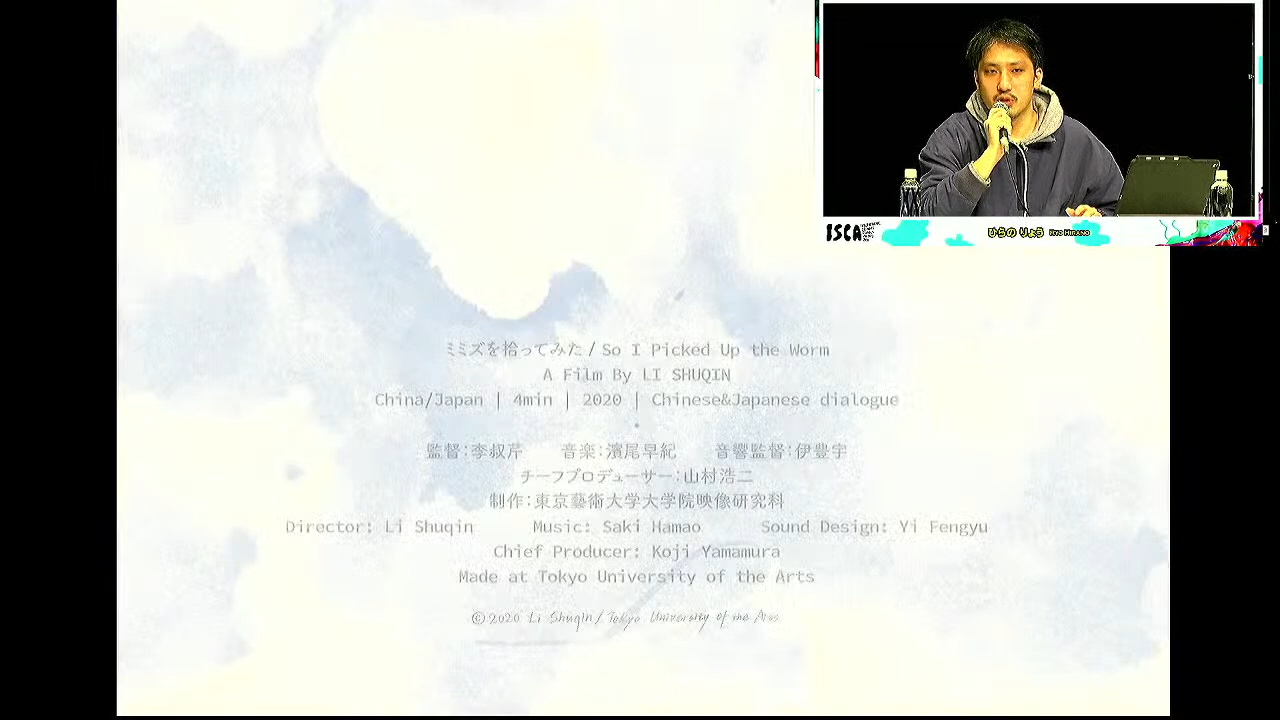 ISCA
ひらの りょう Ryo Hirano
ミミズを拾ってみた / So I Picked Up the Worm
A Film By LI SHUQIN
China/Japan | 4min | 2020 | Chinese&Japanese dialogue
監督:李叔芹 音楽:濱尾早紀 音響監督:伊豊宇
チーフプロデューサー:山村浩二
制作:東京藝術大学大学院映像研究科
Director: Li Shuqin Music: Saki Hamao Sound Design: Yi Fengyu
Chief Producer: Koji Yamamura
Made at Tokyo University of the Arts
©2020 Li Shuqin/Tokyo University of the Arts